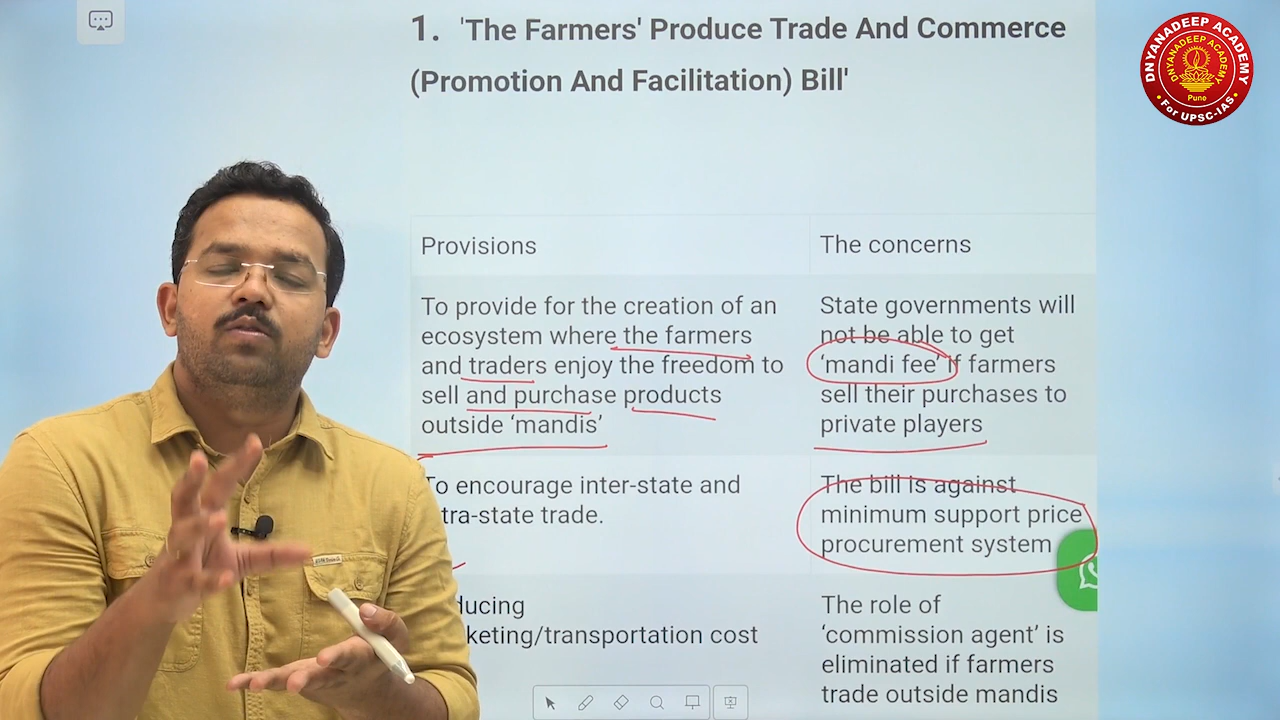 1. 'The Farmers' Produce Trade And Commerce
(Promotion And Facilitation) Bill'
DNYANADEEP ACADEMY
DNYANADEEP ACADEMY
Pune
• For UPSC-IAS •
Provisions
The concerns
To provide for the creation of an
ecosystem where the farmers
and traders enjoy the freedom to
sell and purchase products
outside ‘mandis’
State governments will
not be able to get
‘mandi fee’ if farmers
sell their purchases to
private players
To encourage inter-state and
tra-state trade.
The bill is against
minimum support price
procurement system
ducing
keting/transportation cost
The role of
‘commission agent’ is
eliminated if farmers
trade outside mandis